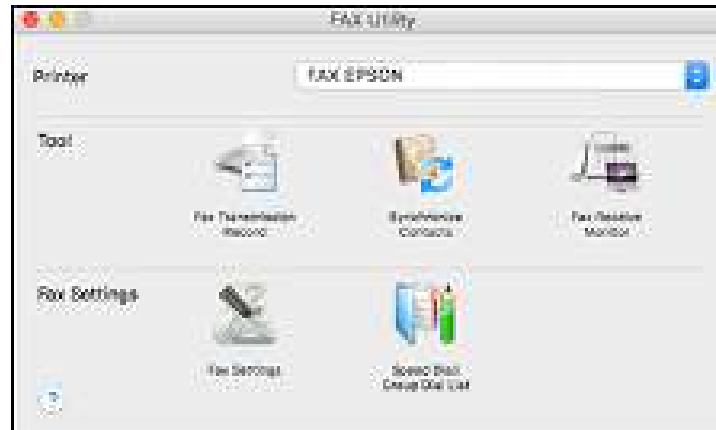 FAX Utility
Printer
FAX EPSON
Tool
Fax Transmission
Record
Synchronize
Contacts
Fax Receive
Monitor
Fax Settings
Fax Settings
Speed Dial/
Group Dial List
?